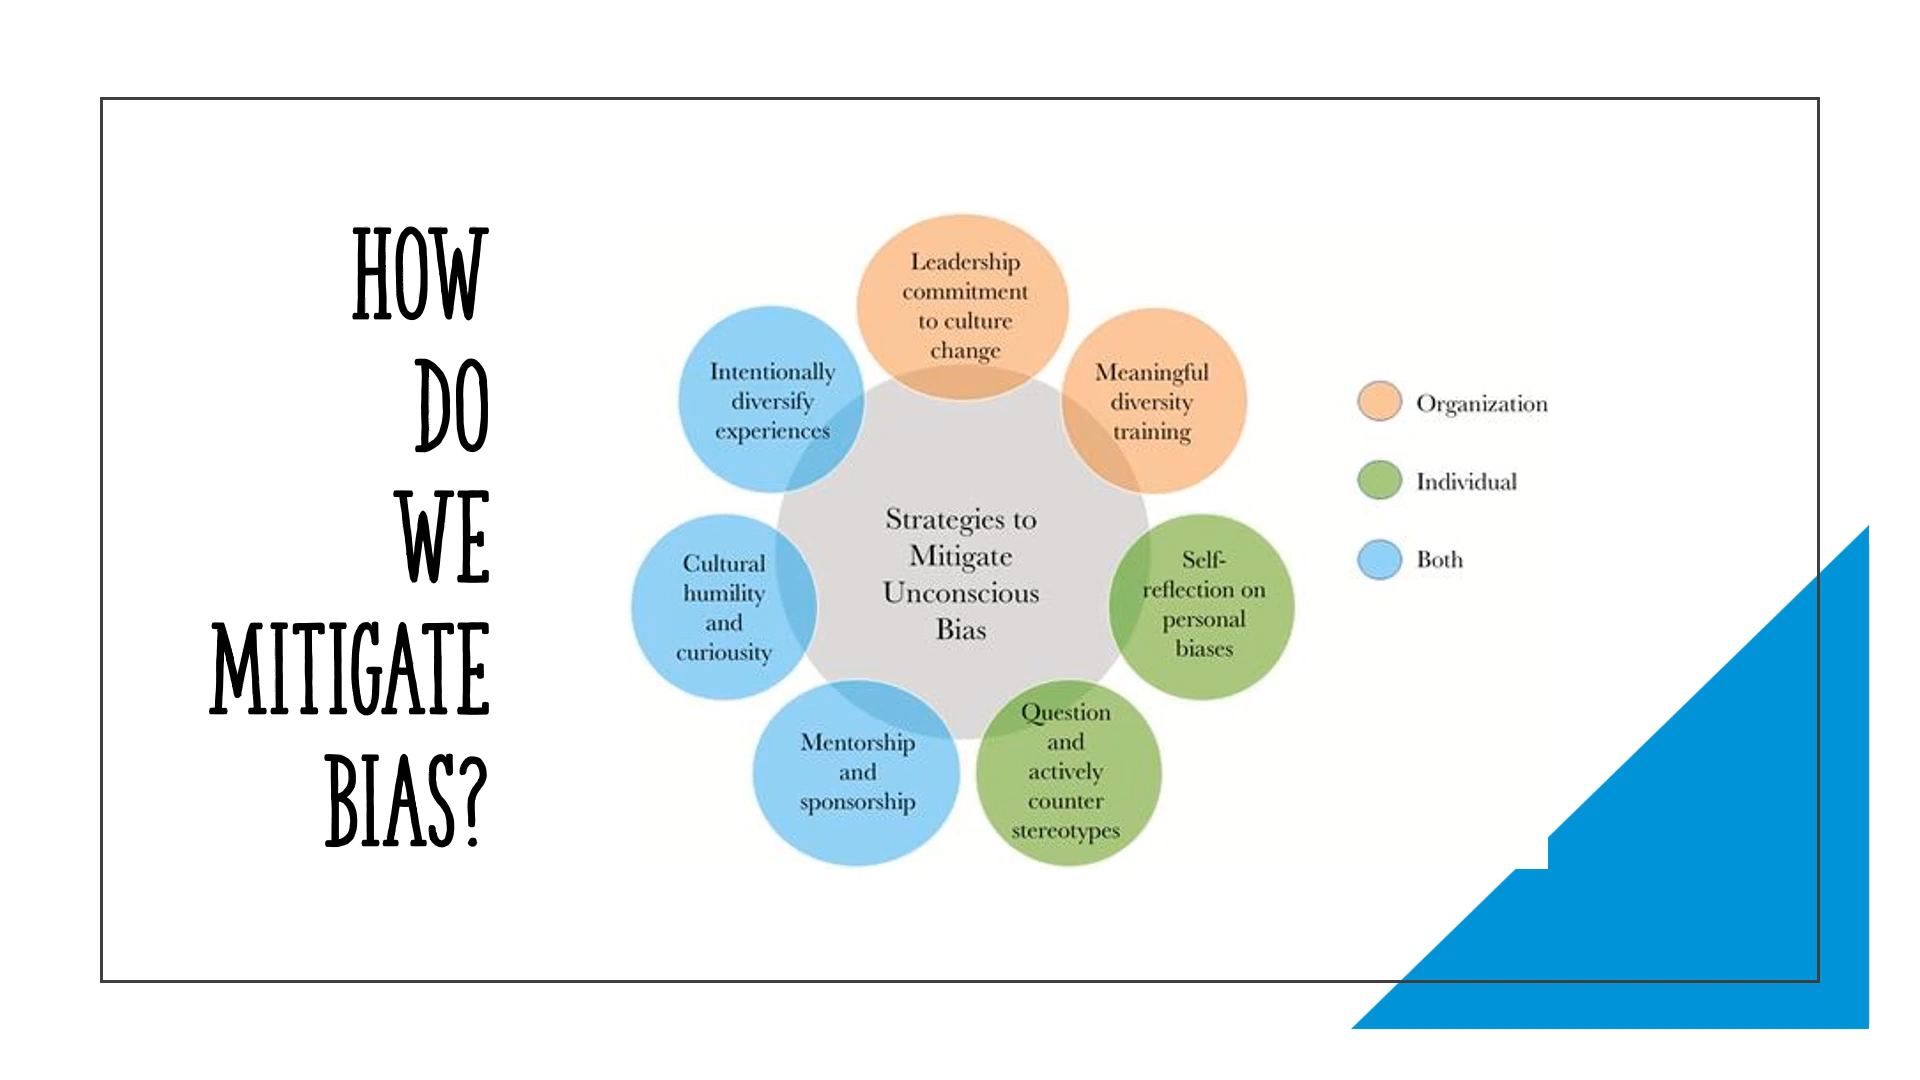 HOW
DO
WE
MITIGATE
BIAS?
Leadership
commitment
to culture
change
Meaningful
diversity
training
Self-
reflection on
personal
biases
Question
and
actively
counter
stereotypes
Mentorship
and
sponsorship
Cultural
humility
and
curiousity
Intentionally
diversify
experiences
Strategies to
Mitigate
Unconscious
Bias
Organization
Individual
Both